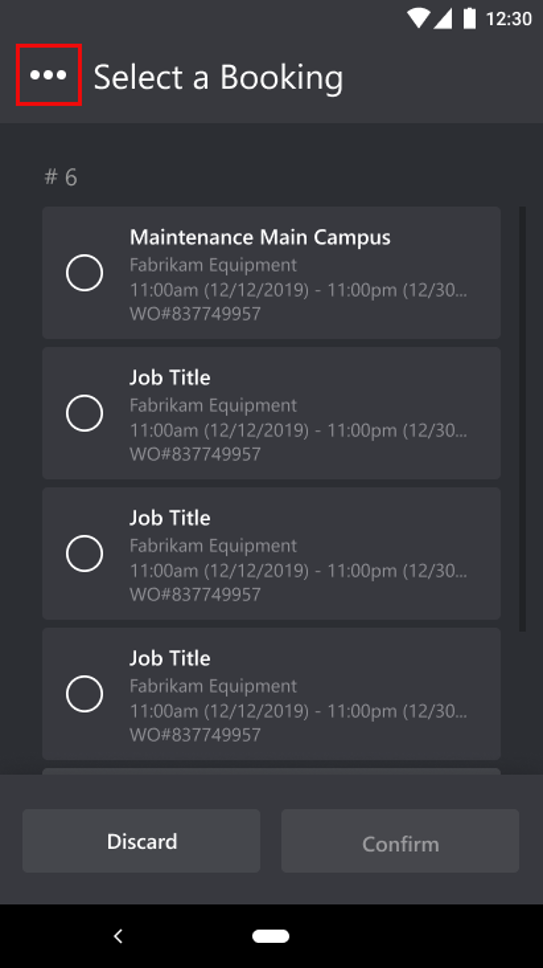 12:30
Select a Booking
# 6
Maintenance Main Campus
Fabrikam Equipment
11:00am (12/12/2019) - 11:00pm (12/30...
WO#837749957
Job Title
Fabrikam Equipment
11:00am (12/12/2019) - 11:00pm (12/30...
WO#837749957
Job Title
Fabrikam Equipment
11:00am (12/12/2019) - 11:00pm (12/30...
WO#837749957
Job Title
Fabrikam Equipment
11:00am (12/12/2019) - 11:00pm (12/30...
WO#837749957
Discard
Confirm